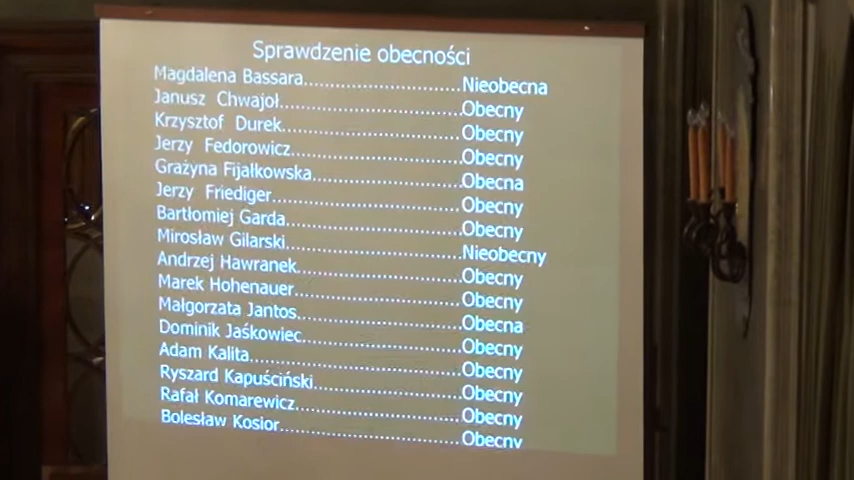 Sprawdzenie obecności
Magdalena Bassara..............................Nieobecna
Janusz Chwajoł..................................Obecny
Krzysztof Durek.................................Obecny
Jerzy Fedorowicz................................Obecny
Grażyna Fijałkowska............................Obecna
Jerzy Friediger...................................Obecny
Bartłomiej Garda................................Obecny
Mirosław Gilarski................................Nieobecny
Andrzej Hawranek..............................Obecny
Marek Hohenauer...............................Obecny
Małgorzata Jantos..............................Obecna
Dominik Jaśkowiec..............................Obecny
Adam Kalita......................................Obecny
Ryszard Kapuściński...........................Obecny
Rafał Komarewicz..............................Obecny
Bolesław Kosior.................................Obecny